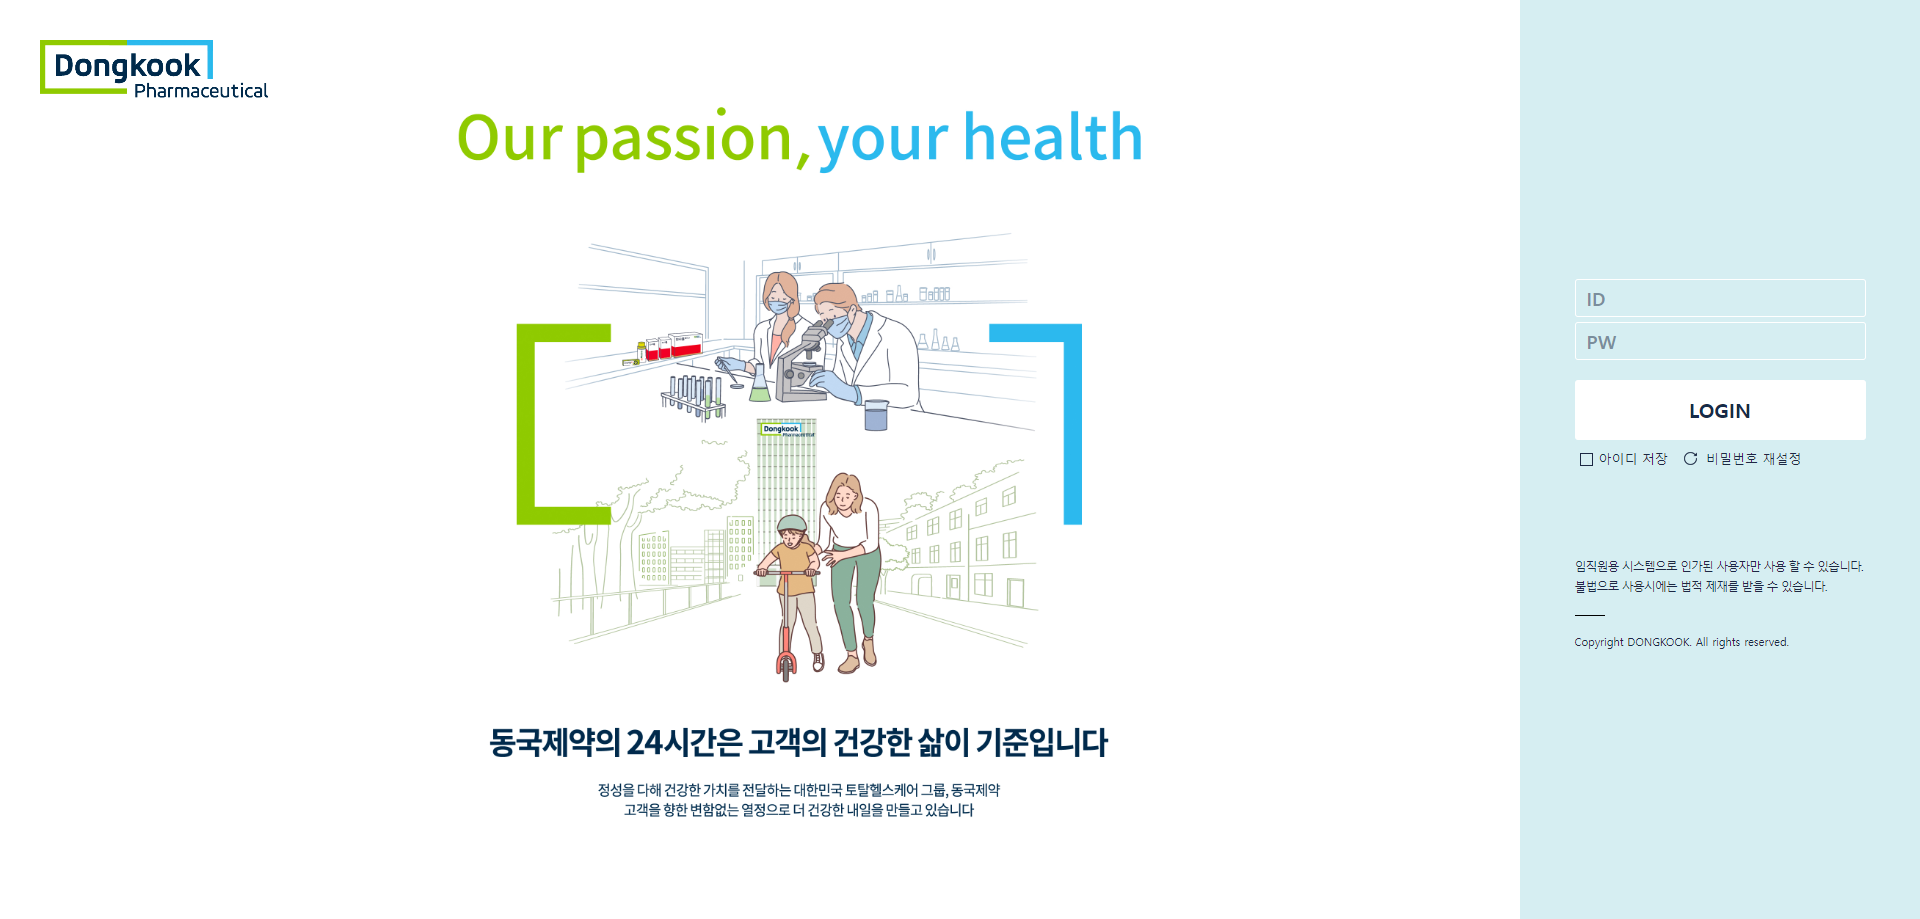 Dongkook
Pharmaceutical
Our passion, your health
Dongkook
Pharmaceutical
동국제약의 24시간은 고객의 건강한 삶이 기준입니다
정성을 다해 건강한 가치를 전달하는 대한민국 토탈헬스케어 그룹, 동국제약
고객을 향한 변함없는 열정으로 더 건강한 내일을 만들고 있습니다
ID
PW
LOGIN
아이디 저장 비밀번호 재설정
임직원용 시스템으로 인가된 사용자만 사용 할 수 있습니다.
불법으로 사용시에는 법적 제재를 받을 수 있습니다.
Copyright DONGKOOK. All rights reserved.